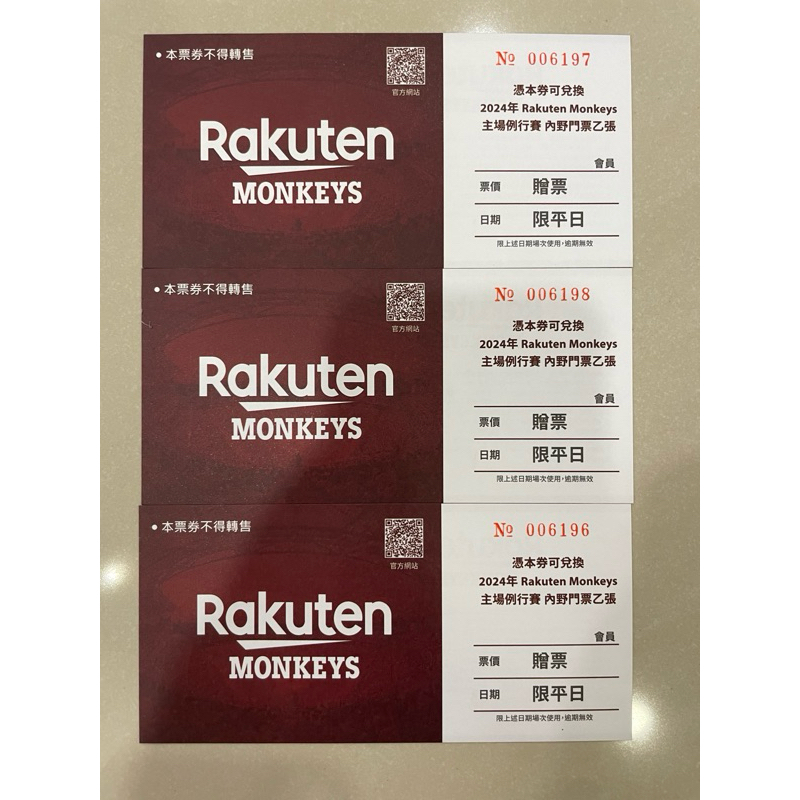 ● 本票券不得轉售
官方網站
Rakuten
MONKEYS
№ 006197
憑本券可兌換
2024年 Rakuten Monkeys
主場例行賽 內野門票乙張
會員
票價 贈票
日期 限平日
限上述日期場次使用，逾期無效
● 本票券不得轉售
官方網站
Rakuten
MONKEYS
№ 006198
憑本券可兌換
2024年 Rakuten Monkeys
主場例行賽 內野門票乙張
會員
票價 贈票
日期 限平日
限上述日期場次使用，逾期無效
● 本票券不得轉售
官方網站
Rakuten
MONKEYS
№ 006196
憑本券可兌換
2024年 Rakuten Monkeys
主場例行賽 內野門票乙張
會員
票價 贈票
日期 限平日
限上述日期場次使用，逾期無效